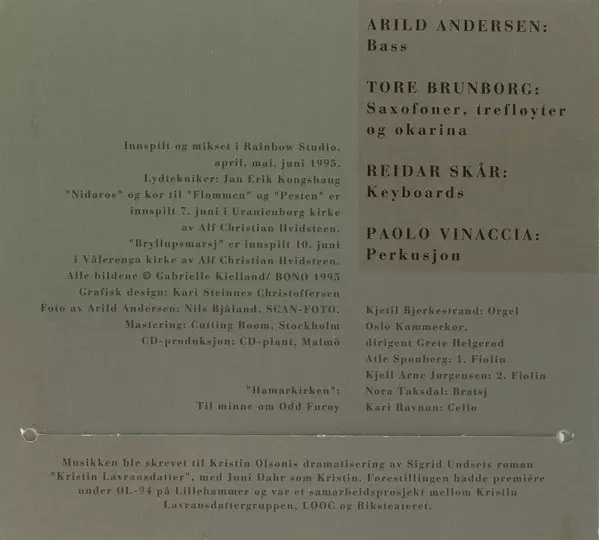 ARILD ANDERSEN:
Bass
TORE BRUNBORG:
Saxofoner, trefløyter
og okarina
REIDAR SKÅR:
Keyboards
PAOLO VINACCIA:
Perkusjon
Innspilt og mikset i Rainbow Studio,
april, mai, juni 1995.
Lydtekniker: Jan Erik Kongshaug
"Nidaros" og kor til "Flommen" og "Pesten" er
innspilt 7. juni i Uranienborg kirke
av Alf Christian Hvidsteen.
"Bryllupsmarsj" er innspilt 10. juni
i Vålerenga kirke av Alf Christian Hvidsteen.
Alle bildene © Gabrielle Kielland/ BONO 1995
Grafisk design: Kari Steinnes Christoffersen
Foto av Arild Andersen: Nils Bjåland, SCAN-FOTO.
Mastering: Cutting Room, Stockholm
CD-produksjon: CD-plant, Malmö
"Hamarkirken":
Til minne om Odd Furøy
Kjetil Bjerkestrand: Orgel
Oslo Kammerkor,
dirigent Grete Helgerød
Atle Sponberg: 1. Fiolin
Kjell Arne Jørgensen: 2. Fiolin
Nora Taksdal: Bratsj
Kari Ravnan: Cello
Musikken ble skrevet til Kristin Olsonis dramatisering av Sigrid Undsets roman
"Kristin Lavransdatter", med Juni Dahr som Kristin. Forestillingen hadde première
under OL-94 på Lillehammer og var et samarbeidsprosjekt mellom Kristin
Lavransdattergruppen, LOOC og Riksteateret.